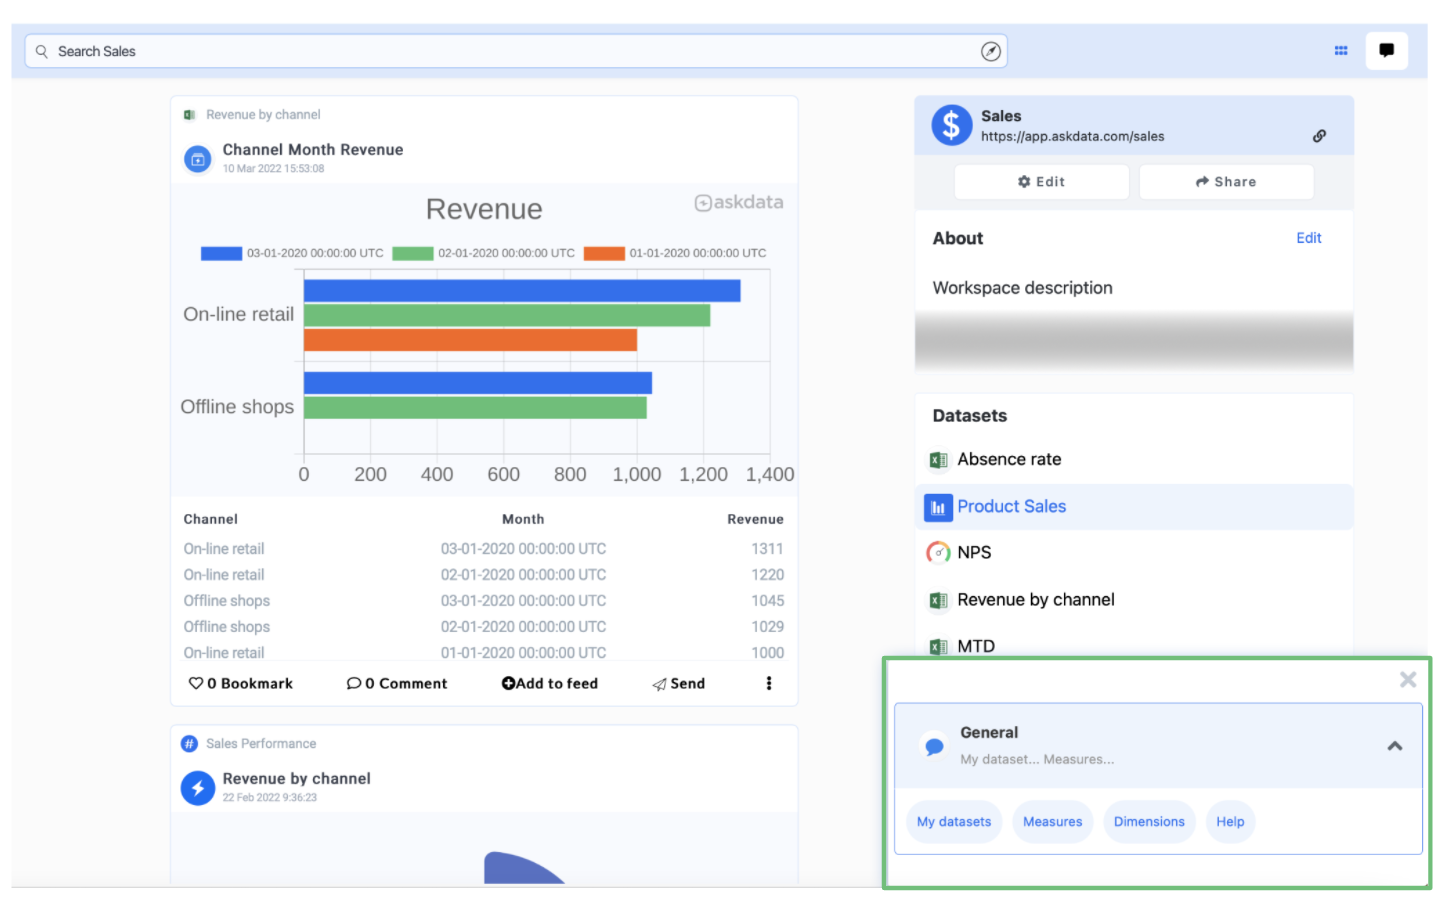 Search Sales
Revenue by channel
Channel Month Revenue
10 Mar 2022 15:53:08
Revenue
askdata
03-01-2020 00:00:00 UTC 02-01-2020 00:00:00 UTC 01-01-2020 00:00:00 UTC
On-line retail
Offline shops
0 200 400 600 800 1,000 1,200 1,400
Channel Month Revenue
On-line retail 03-01-2020 00:00:00 UTC 1311
On-line retail 02-01-2020 00:00:00 UTC 1220
Offline shops 03-01-2020 00:00:00 UTC 1045
Offline shops 02-01-2020 00:00:00 UTC 1029
On-line retail 01-01-2020 00:00:00 UTC 1000
0 Bookmark 0 Comment Add to feed Send
# Sales Performance
Revenue by channel
22 Feb 2022 9:36:23
$ Sales
https://app.askdata.com/sales
Edit Share
About Edit
Workspace description
Datasets
Absence rate
Product Sales
NPS
Revenue by channel
MTD
General
My dataset... Measures...
My datasets Measures Dimensions Help